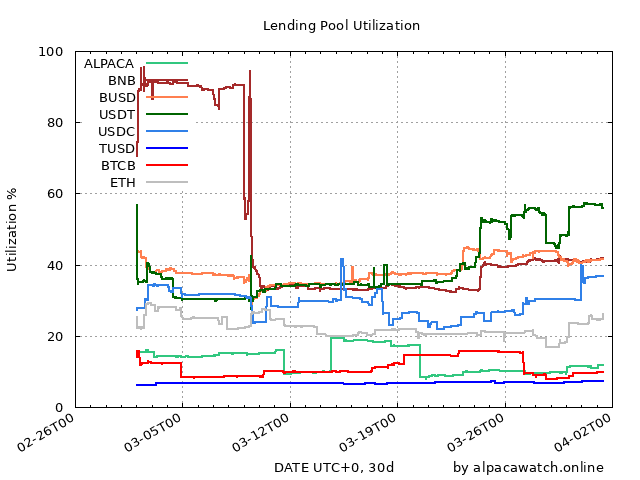 Lending Pool Utilization
100
80
60
40
20
0
Utilization %
ALPACA
BNB
BUSD
USDT
USDC
TUSD
BTCB
ETH
02-26T00
03-05T00
03-12T00
03-19T00
03-26T00
04-02T00
DATE UTC+0, 30d
by alpacawatch.online